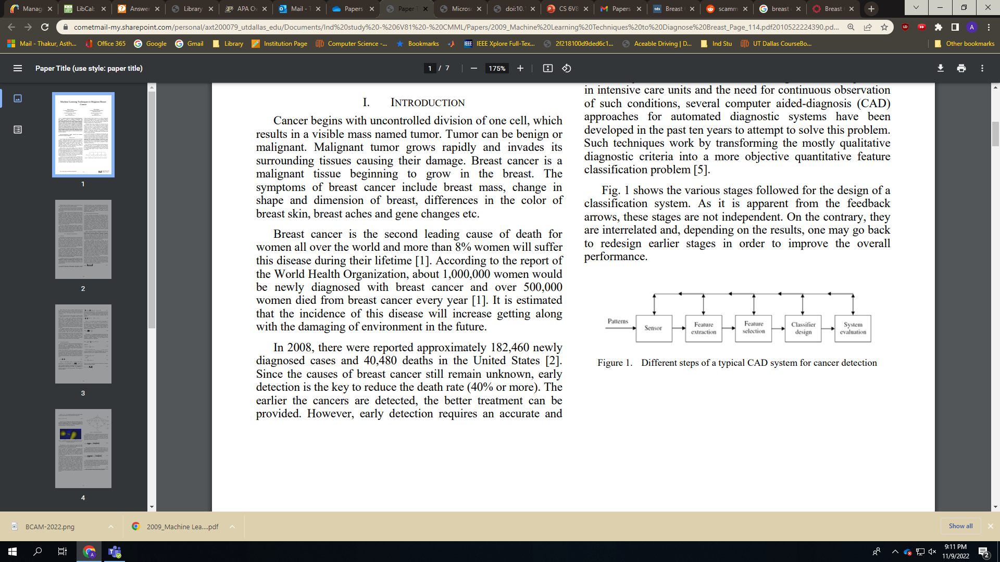 Manag
LibCal:
Answer
Library
APA Ov
Mail - T
Papers
Paper T
Micros
doi:10.
CS 6V8
Papers
tds
Breast
scamm
breast
Breast
cometmail-my.sharepoint.com/personal/axt200079_utdallas_edu/Documents/Ind%20study%20-%206V81%20-%20CMML/Papers/2009_Machine%20Learning%20Techniques%20to%20Diagnose%20Breast_Page_114.pdf2010522224390.pd...
A
Mail - Thakur, Asth...
Office 365
Google
Gmail
Library
Institution Page
Computer Science -...
Bookmarks
IEEE Xplore Full-Tex...
2f218100d9ded6c1...
Aceable Driving | D...
Ind Stu
UT Dallas CourseBo...
Other bookmarks
Paper Title (use style: paper title)
1 / 7
175%
1
2
3
4
I. INTRODUCTION
Cancer begins with uncontrolled division of one cell, which
results in a visible mass named tumor. Tumor can be benign or
malignant. Malignant tumor grows rapidly and invades its
surrounding tissues causing their damage. Breast cancer is a
malignant tissue beginning to grow in the breast. The
symptoms of breast cancer include breast mass, change in
shape and dimension of breast, differences in the color of
breast skin, breast aches and gene changes etc.
Breast cancer is the second leading cause of death for
women all over the world and more than 8% women will suffer
this disease during their lifetime [1]. According to the report of
the World Health Organization, about 1,000,000 women would
be newly diagnosed with breast cancer and over 500,000
women died from breast cancer every year [1]. It is estimated
that the incidence of this disease will increase getting along
with the damaging of environment in the future.
In 2008, there were reported approximately 182,460 newly
diagnosed cases and 40,480 deaths in the United States [2].
Since the causes of breast cancer still remain unknown, early
detection is the key to reduce the death rate (40% or more). The
earlier the cancers are detected, the better treatment can be
provided. However, early detection requires an accurate and
in intensive care units and the need for continuous observation
of such conditions, several computer aided-diagnosis (CAD)
approaches for automated diagnostic systems have been
developed in the past ten years to attempt to solve this problem.
Such techniques work by transforming the mostly qualitative
diagnostic criteria into a more objective quantitative feature
classification problem [5].
Fig. 1 shows the various stages followed for the design of a
classification system. As it is apparent from the feedback
arrows, these stages are not independent. On the contrary, they
are interrelated and, depending on the results, one may go back
to redesign earlier stages in order to improve the overall
performance.
Patterns
Sensor
Feature
extraction
Feature
selection
Classifier
design
System
evaluation
Figure 1. Different steps of a typical CAD system for cancer detection
BCAM-2022.png
2009_Machine Lea....pdf
Show all
9:11 PM
11/9/2022
2